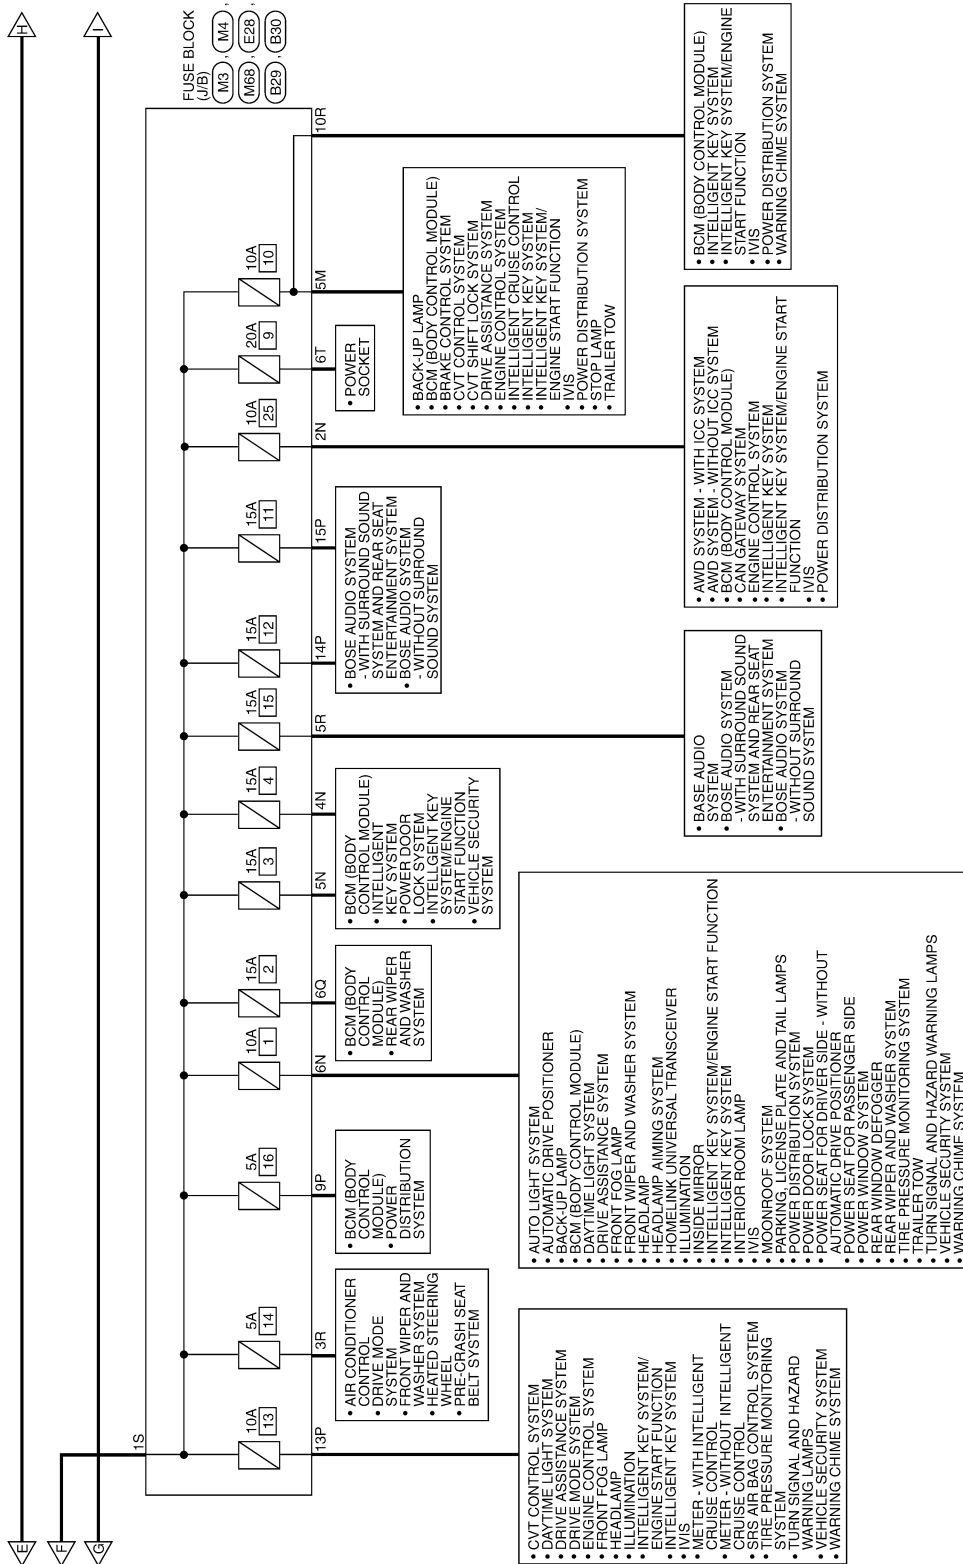 E
H
F
G
I
1S
FUSE BLOCK
(J/B)
M3 , M4 ,
M68 , E28 ,
B29 , B30
10A
13
5A
14
5A
16
10A
1
15A
2
15A
3
15A
4
15A
15
15A
12
15A
11
10A
25
20A
9
10A
10
13P
3R
9P
6N
6Q
5N
4N
5R
14P
15P
2N
6T
5M
10R
• AIR CONDITIONER
CONTROL
• DRIVE MODE
SYSTEM
• FRONT WIPER AND
WASHER SYSTEM
• HEATED STEERING
WHEEL
• PRE-CRASH SEAT
BELT SYSTEM
• BCM (BODY
CONTROL
MODULE)
• POWER
DISTRIBUTION
SYSTEM
• BCM (BODY
CONTROL
MODULE)
• REAR WIPER
AND WASHER
SYSTEM
• BCM (BODY
CONTROL MODULE)
• INTELLIGENT
KEY SYSTEM
• POWER DOOR
LOCK SYSTEM
• INTELLGENT KEY
SYSTEM/ENGINE
START FUNCTION
• VEHICLE SECURITY
SYSTEM
• BOSE AUDIO SYSTEM
- WITH SURROUND SOUND
SYSTEM AND REAR SEAT
ENTERTAINMENT SYSTEM
• BOSE AUDIO SYSTEM
- WITHOUT SURROUND
SOUND SYSTEM
• POWER
SOCKET
• BACK-UP LAMP
• BCM (BODY CONTROL MODULE)
• BRAKE CONTROL SYSTEM
• CVT CONTROL SYSTEM
• CVT SHIFT LOCK SYSTEM
• DRIVE ASSISTANCE SYSTEM
• ENGINE CONTROL SYSTEM
• INTELLIGENT CRUISE CONTROL
• INTELLIGENT KEY SYSTEM
• INTELLIGENT KEY SYSTEM/
ENGINE START FUNCTION
• IVIS
• POWER DISTRIBUTION SYSTEM
• STOP LAMP
• TRAILER TOW
• CVT CONTROL SYSTEM
• DAYTIME LIGHT SYSTEM
• DRIVE ASSISTANCE SYSTEM
• DRIVE MODE SYSTEM
• ENGINE CONTROL SYSTEM
• FRONT FOG LAMP
• HEADLAMP
• ILLUMINATION
• INTELLIGENT KEY SYSTEM/
ENGINE START FUNCTION
• INTELLIGENT KEY SYSTEM
• IVIS
• METER - WITH INTELLIGENT
CRUISE CONTROL
• METER - WITHOUT INTELLIGENT
CRUISE CONTROL
• SRS AIR BAG CONTROL SYSTEM
• TIRE PRESSURE MONITORING
SYSTEM
• TURN SIGNAL AND HAZARD
WARNING LAMPS
• VEHICLE SECURITY SYSTEM
• WARNING CHIME SYSTEM
• AUTO LIGHT SYSTEM
• AUTOMATIC DRIVE POSITIONER
• BACK-UP LAMP
• BCM (BODY CONTROL MODULE)
• DAYTIME LIGHT SYSTEM
• DRIVE ASSISTANCE SYSTEM
• FRONT FOG LAMP
• FRONT WIPER AND WASHER SYSTEM
• HEADLAMP
• HEADLAMP AIMING SYSTEM
• HOMELINK UNIVERSAL TRANSCEIVER
• ILLUMINATION
• INSIDE MIRROR
• INTELLIGENT KEY SYSTEM/ENGINE START FUNCTION
• INTELLIGENT KEY SYSTEM
• INTERIOR ROOM LAMP
• IVIS
• MOONROOF SYSTEM
• PARKING, LICENSE PLATE AND TAIL LAMPS
• POWER DISTRIBUTION SYSTEM
• POWER DOOR LOCK SYSTEM
• POWER SEAT FOR DRIVER SIDE - WITHOUT
AUTOMATIC DRIVE POSITIONER
• POWER SEAT FOR PASSENGER SIDE
• POWER WINDOW SYSTEM
• REAR WINDOW DEFOGGER
• REAR WIPER AND WASHER SYSTEM
• TIRE PRESSURE MONITORING SYSTEM
• TRAILER TOW
• TURN SIGNAL AND HAZARD WARNING LAMPS
• VEHICLE SECURITY SYSTEM
• WARNING CHIME SYSTEM
• BASE AUDIO
SYSTEM
• BOSE AUDIO SYSTEM
- WITH SURROUND SOUND
SYSTEM AND REAR SEAT
ENTERTAINMENT SYSTEM
• BOSE AUDIO SYSTEM
- WITHOUT SURROUND
SOUND SYSTEM
• AWD SYSTEM - WITH ICC SYSTEM
• AWD SYSTEM - WITHOUT ICC SYSTEM
• BCM (BODY CONTROL MODULE)
• CAN GATEWAY SYSTEM
• ENGINE CONTROL SYSTEM
• INTELLIGENT KEY SYSTEM
• INTELLIGENT KEY SYSTEM/ENGINE START
FUNCTION
• IVIS
• POWER DISTRIBUTION SYSTEM
• BCM (BODY CONTROL MODULE)
• INTELLIGENT KEY SYSTEM
• INTELLIGENT KEY SYSTEM/ENGINE
START FUNCTION
• IVIS
• POWER DISTRIBUTION SYSTEM
• WARNING CHIME SYSTEM